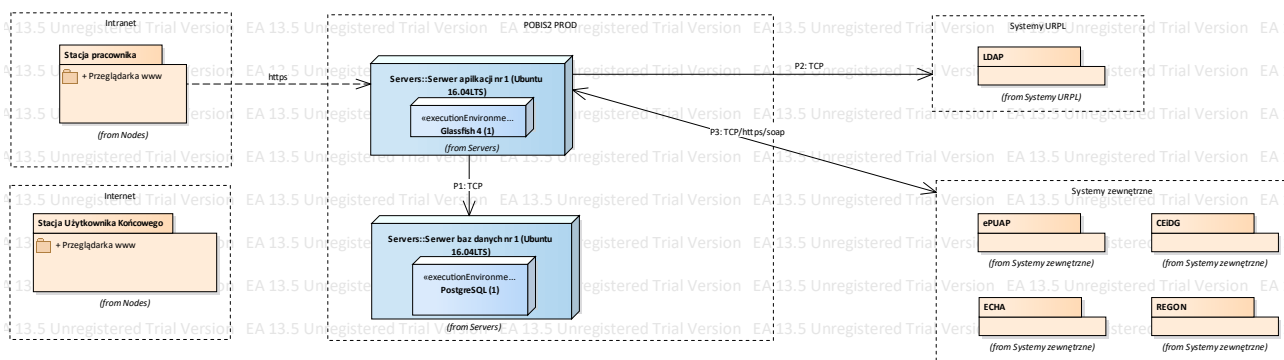 Intranet
Stacja pracownika
+ Przeglądarka www
(from Nodes)
https
Internet
Stacja Użytkownika Końcowego
+ Przeglądarka www
(from Nodes)
POBIS2 PROD
Servers::Serwer aplikacji nr 1 (Ubuntu
16.04LTS)
«executionEnvironme...
Glassfish 4 (1)
(from Servers)
P1: TCP
Servers::Serwer baz danych nr 1 (Ubuntu
16.04LTS)
«executionEnvironme...
PostgreSQL (1)
(from Servers)
P2: TCP
P3: TCP/https/soap
Systemy URPL
LDAP
(from Systemy URPL)
Systemy zewnętrzne
ePUAP
(from Systemy zewnętrzne)
CEiDG
(from Systemy zewnętrzne)
ECHA
(from Systemy zewnętrzne)
REGON
(from Systemy zewnętrzne)
EA 13.5 Unregistered Trial Version